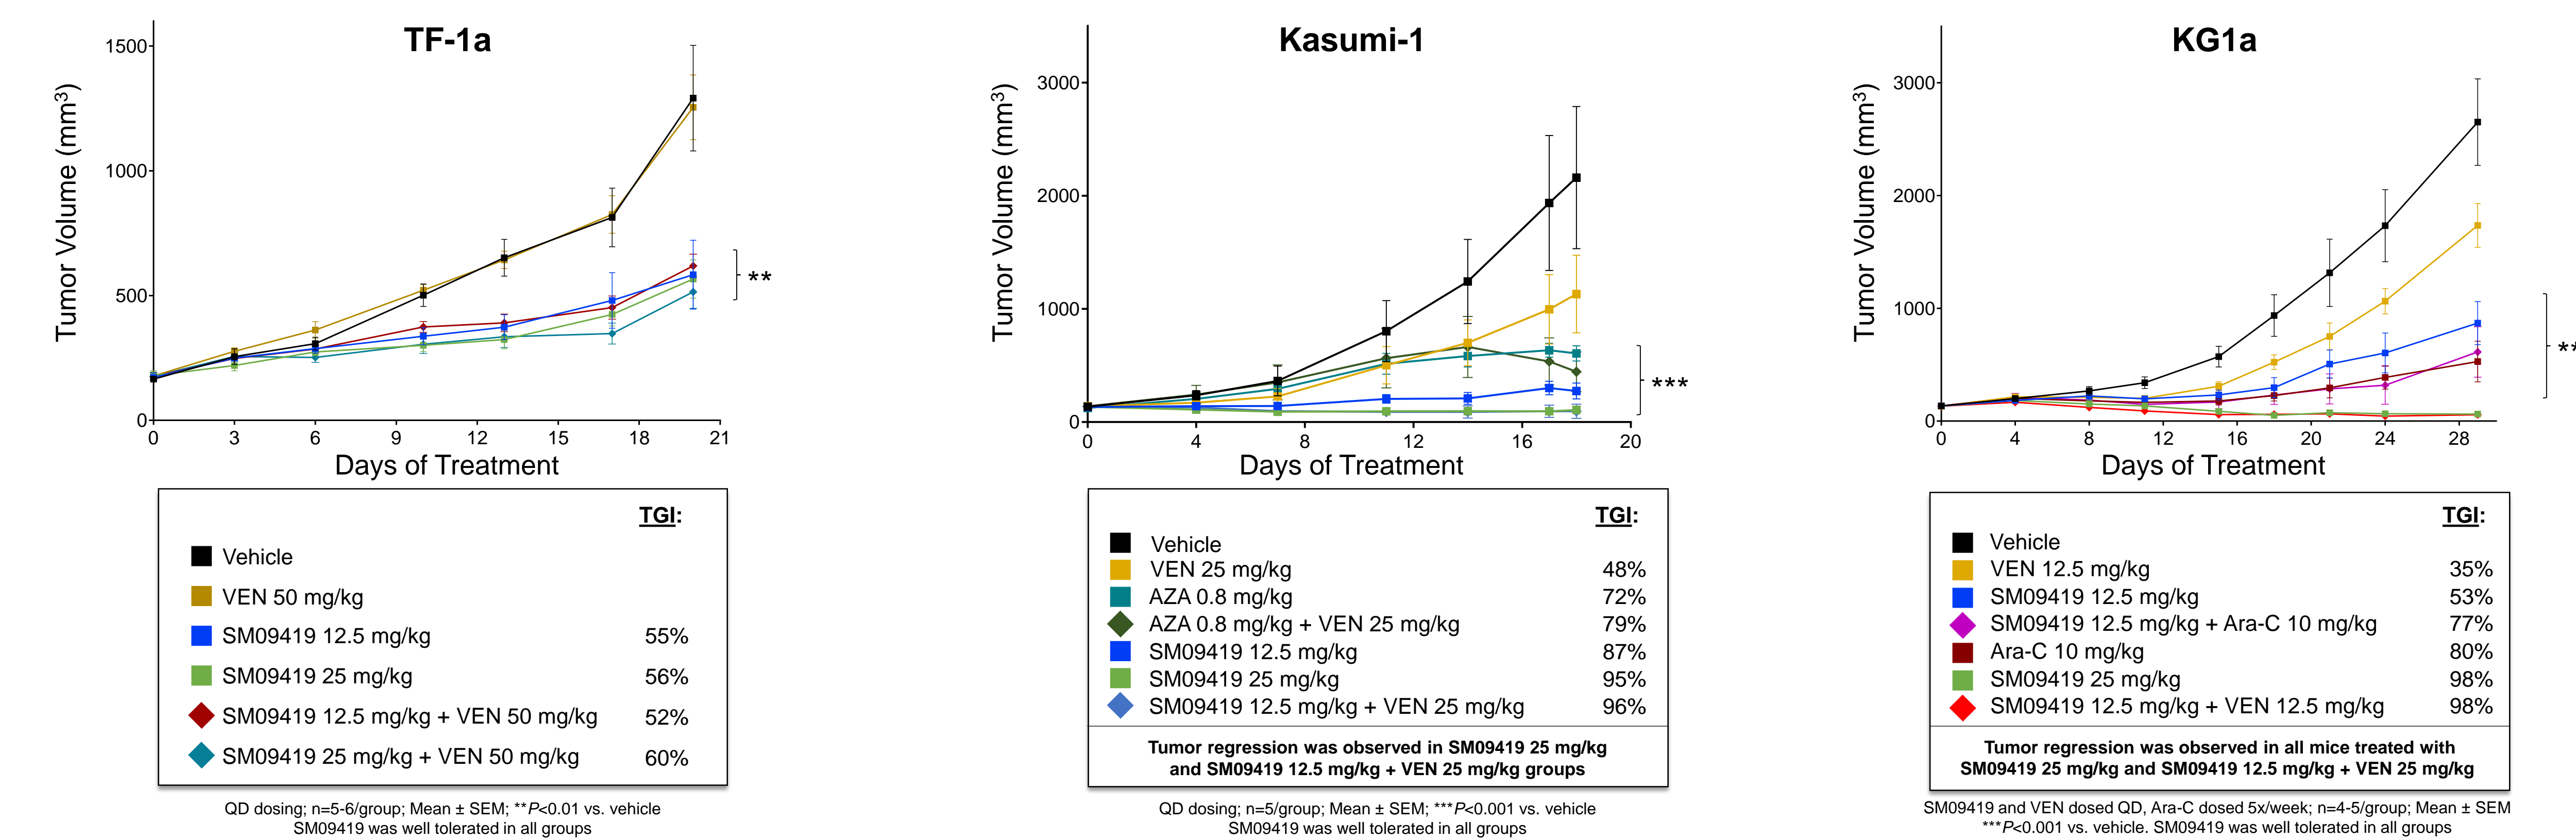 TF-1a
Tumor Volume (mm³)
1500
1000
500
0
0 3 6 9 12 15 18 21
Days of Treatment
**
TGI:
Vehicle
VEN 50 mg/kg
SM09419 12.5 mg/kg 55%
SM09419 25 mg/kg 56%
SM09419 12.5 mg/kg + VEN 50 mg/kg 52%
SM09419 25 mg/kg + VEN 50 mg/kg 60%
QD dosing; n=5-6/group; Mean ± SEM; **P<0.01 vs. vehicle
SM09419 was well tolerated in all groups
Kasumi-1
Tumor Volume (mm³)
3000
2000
1000
0
0 4 8 12 16 20
Days of Treatment
***
TGI:
Vehicle
VEN 25 mg/kg 48%
AZA 0.8 mg/kg 72%
AZA 0.8 mg/kg + VEN 25 mg/kg 79%
SM09419 12.5 mg/kg 87%
SM09419 25 mg/kg 95%
SM09419 12.5 mg/kg + VEN 25 mg/kg 96%
Tumor regression was observed in SM09419 25 mg/kg
and SM09419 12.5 mg/kg + VEN 25 mg/kg groups
QD dosing; n=5/group; Mean ± SEM; ***P<0.001 vs. vehicle
SM09419 was well tolerated in all groups
KG1a
Tumor Volume (mm³)
3000
2000
1000
0
0 4 8 12 16 20 24 28
Days of Treatment
**
TGI:
Vehicle
VEN 12.5 mg/kg 35%
SM09419 12.5 mg/kg 53%
SM09419 12.5 mg/kg + Ara-C 10 mg/kg 77%
Ara-C 10 mg/kg 80%
SM09419 25 mg/kg 98%
SM09419 12.5 mg/kg + VEN 12.5 mg/kg 98%
Tumor regression was observed in all mice treated with
SM09419 25 mg/kg and SM09419 12.5 mg/kg + VEN 25 mg/kg
SM09419 and VEN dosed QD, Ara-C dosed 5x/week; n=4-5/group; Mean ± SEM
***P<0.001 vs. vehicle. SM09419 was well tolerated in all groups